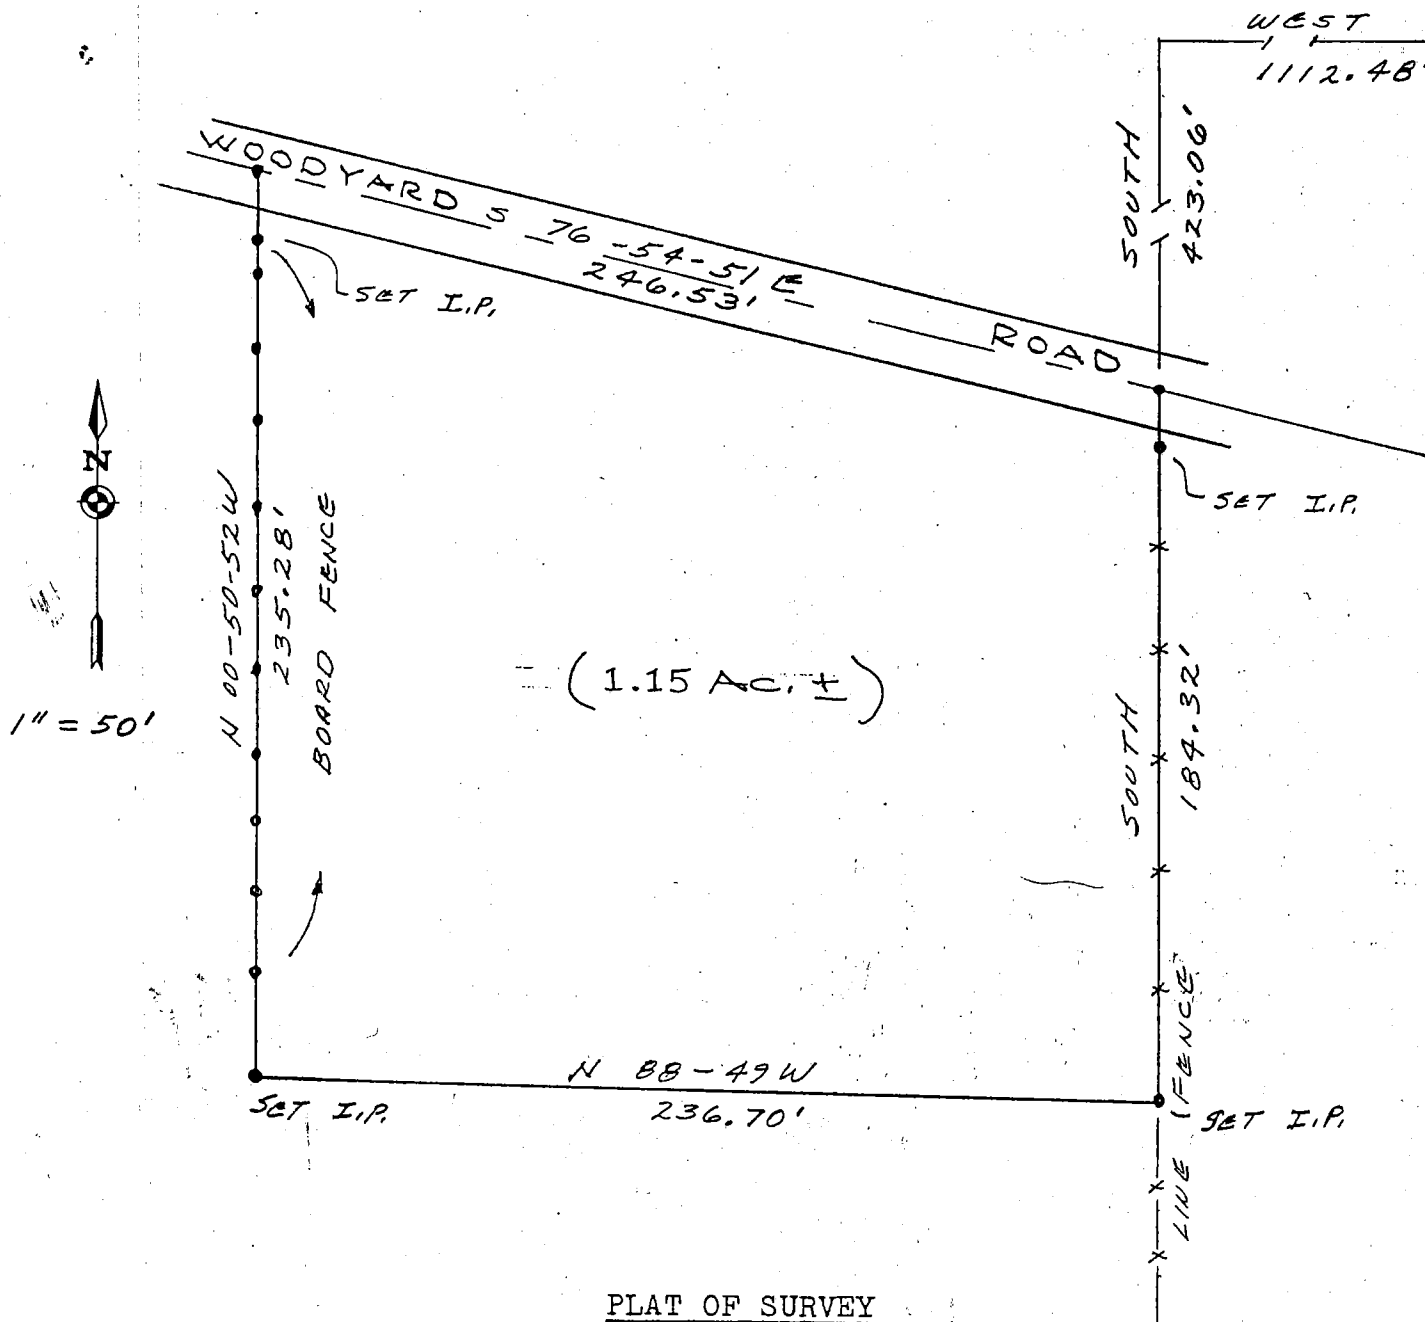 WEST
1112.48'
SOUTH
423.06'
WOODYARD S 76-54-51 E ROAD
246.53'
SET I.P.
SET I.P.
N
1" = 50'
N 00-50-52 W
235.28'
BOARD FENCE
(1.15 Ac. ±)
SOUTH
184.32'
N 88-49 W
236.70'
SET I.P.
SET I.P.
LINE (FENCE
PLAT OF SURVEY